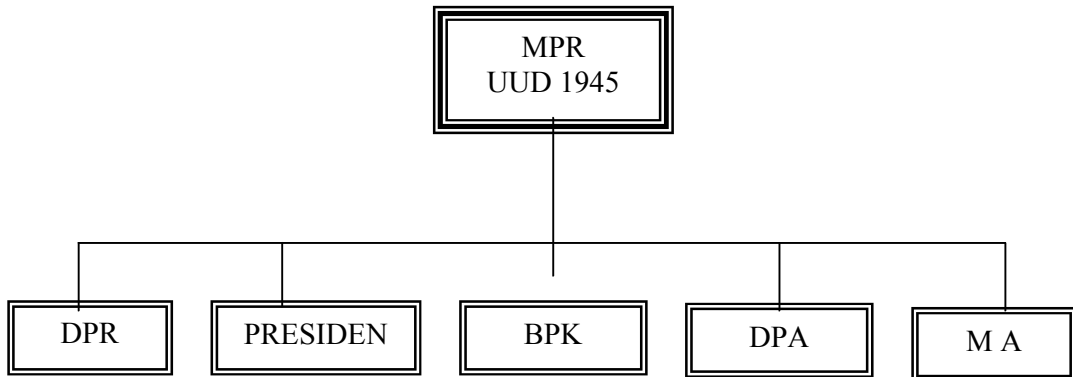 MPR
UUD 1945
DPR
PRESIDEN
BPK
DPA
M A